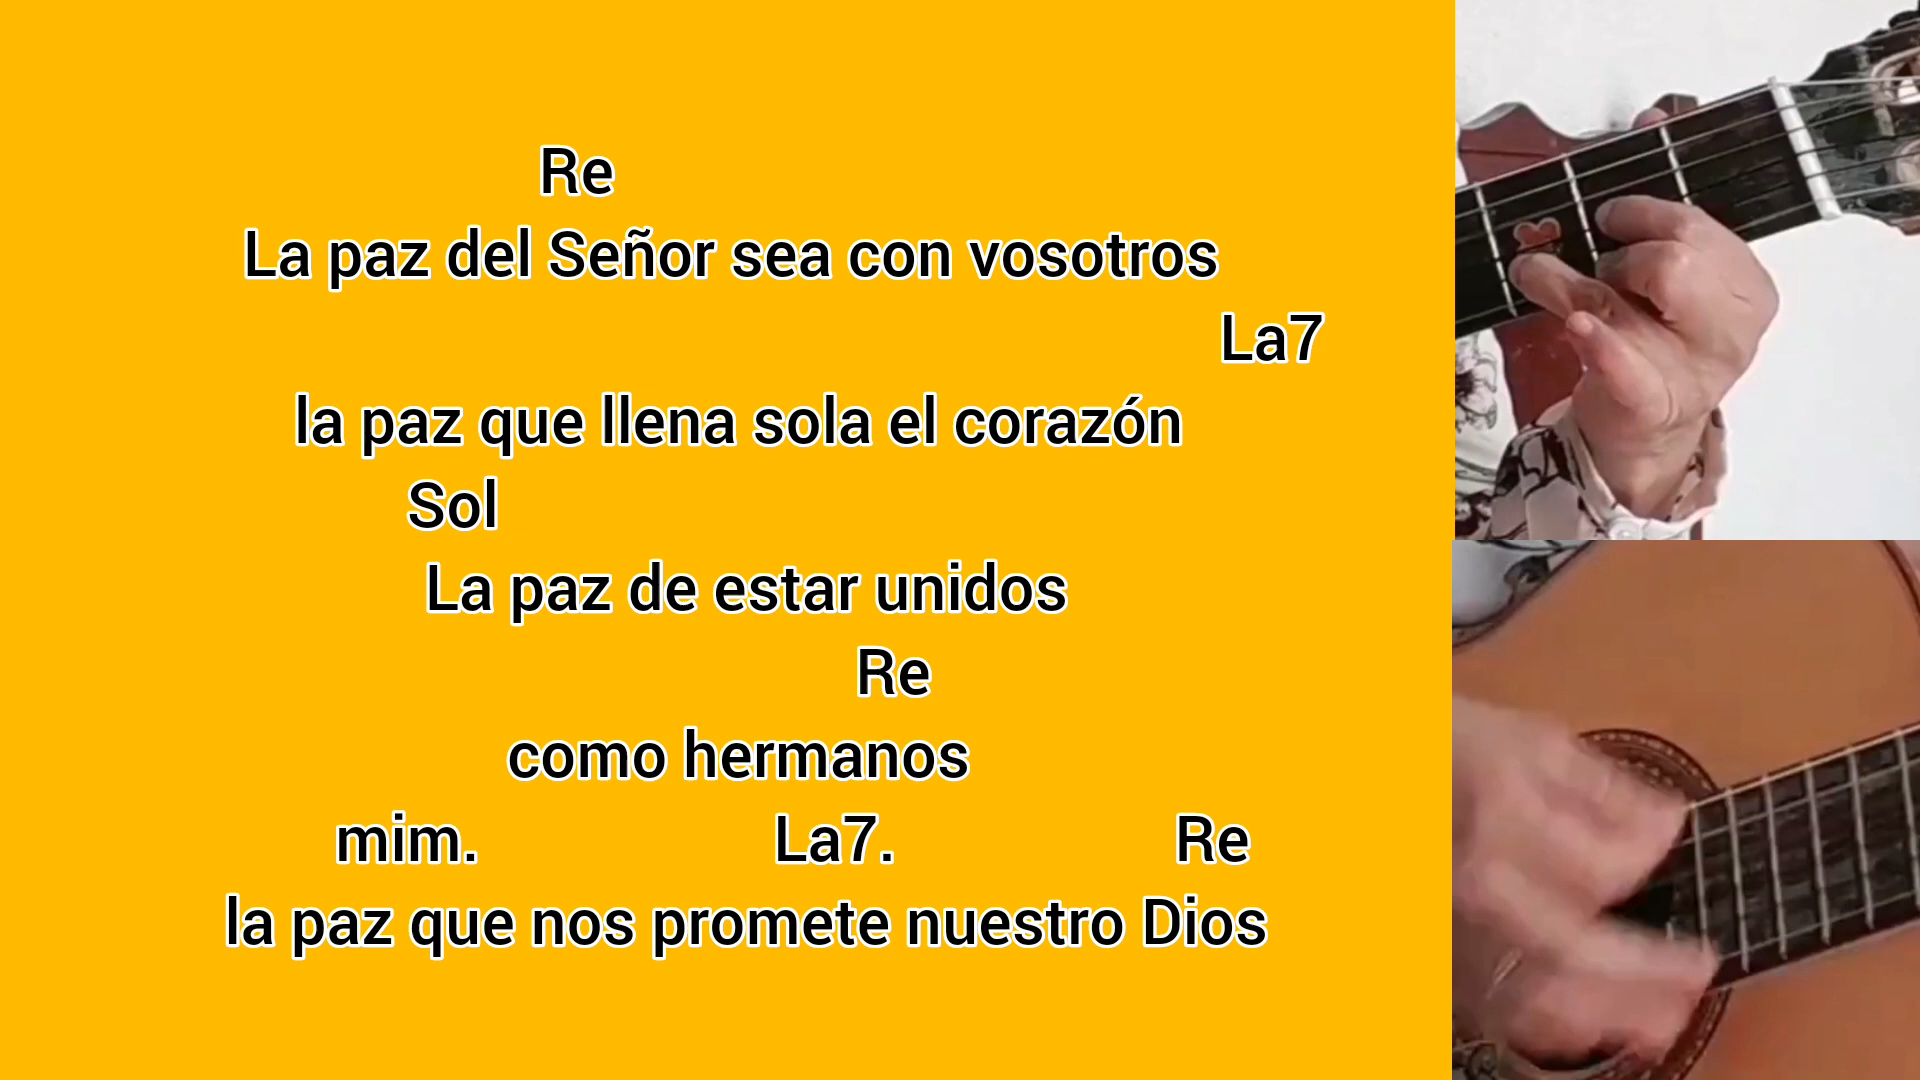 Re
La paz del Señor sea con vosotros
La7
la paz que llena sola el corazón
Sol
La paz de estar unidos
Re
como hermanos
mim. La7. Re
la paz que nos promete nuestro Dios